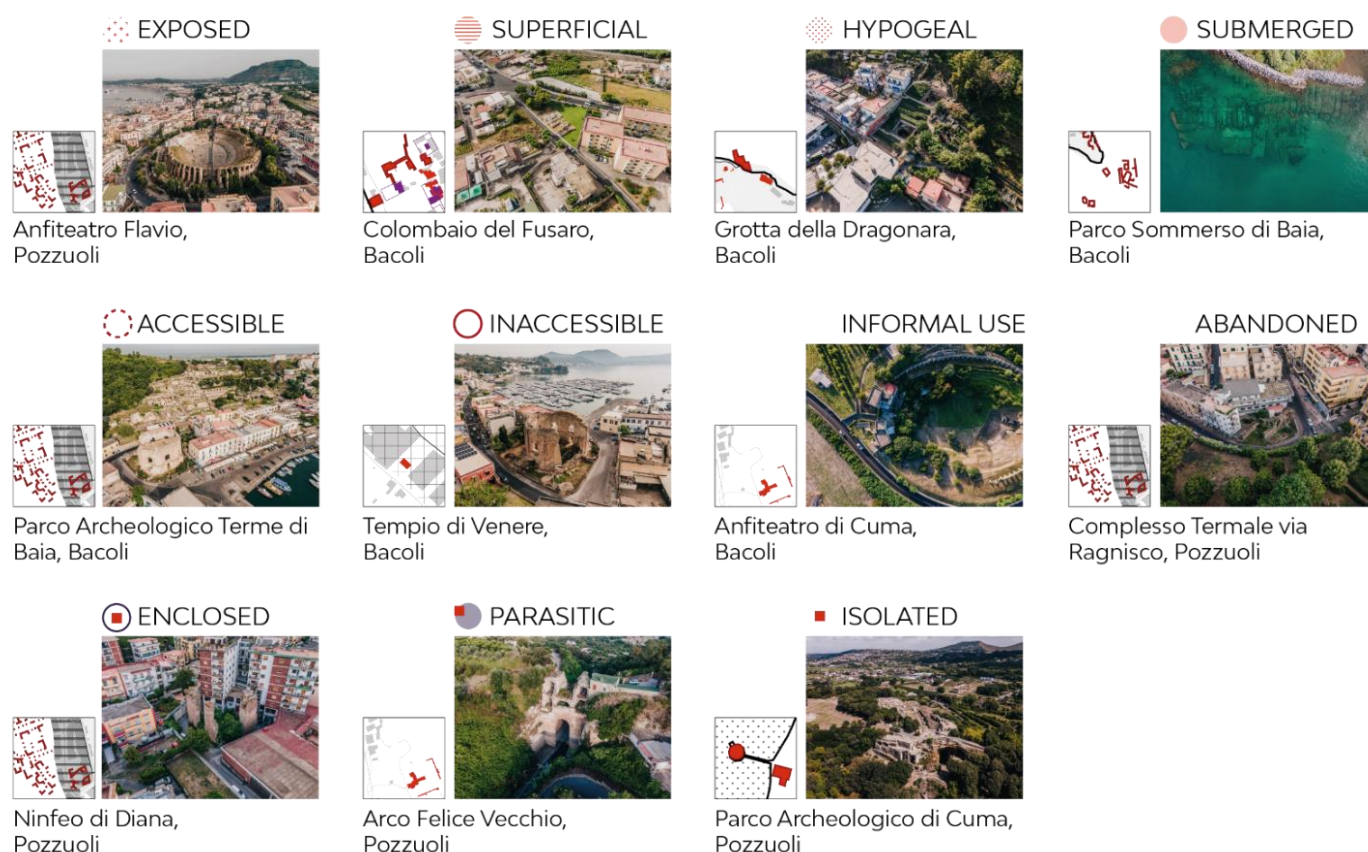 EXPOSED
SUPERFICIAL
HYPOGEAL
SUBMERGED
Anfiteatro Flavio,
Pozzuoli
Colombaio del Fusaro,
Bacoli
Grotta della Dragonara,
Bacoli
Parco Sommerso di Baia,
Bacoli
ACCESSIBLE
INACCESSIBLE
INFORMAL USE
ABANDONED
Parco Archeologico Terme di
Baia, Bacoli
Tempio di Venere,
Bacoli
Anfiteatro di Cuma,
Bacoli
Complesso Termale via
Ragnisco, Pozzuoli
ENCLOSED
PARASITIC
ISOLATED
Ninfeo di Diana,
Pozzuoli
Arco Felice Vecchio,
Pozzuoli
Parco Archeologico di Cuma,
Pozzuoli